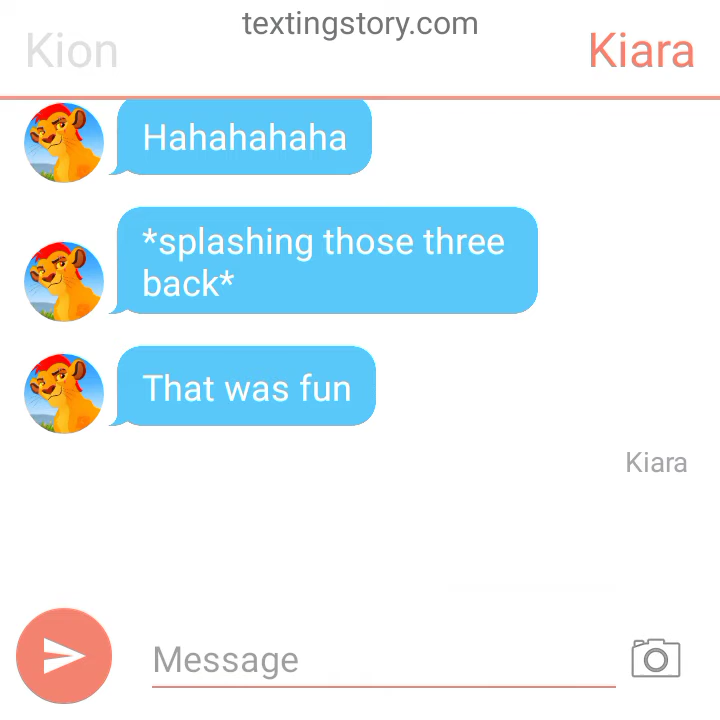 textingstory.com
Kion
Kiara
Hahahahaha
*splashing those three
back*
That was fun
Kiara
Message